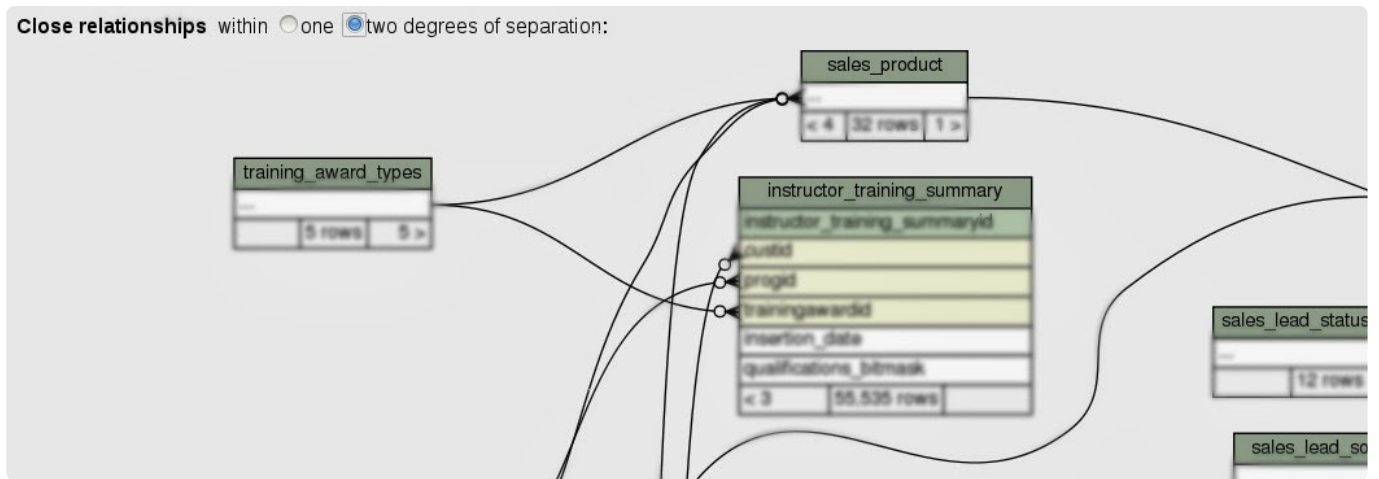 Close relationships within one two degrees of separation:
sales_product
...
< 4 32 rows 1 >
training_award_types
...
5 rows 5 >
instructor_training_summary
instructor_training_summaryid
custid
progid
trainingawardid
insertion_date
qualifications_bitmask
< 3 55,535 rows
sales_lead_status
...
12 rows
sales_lead_so